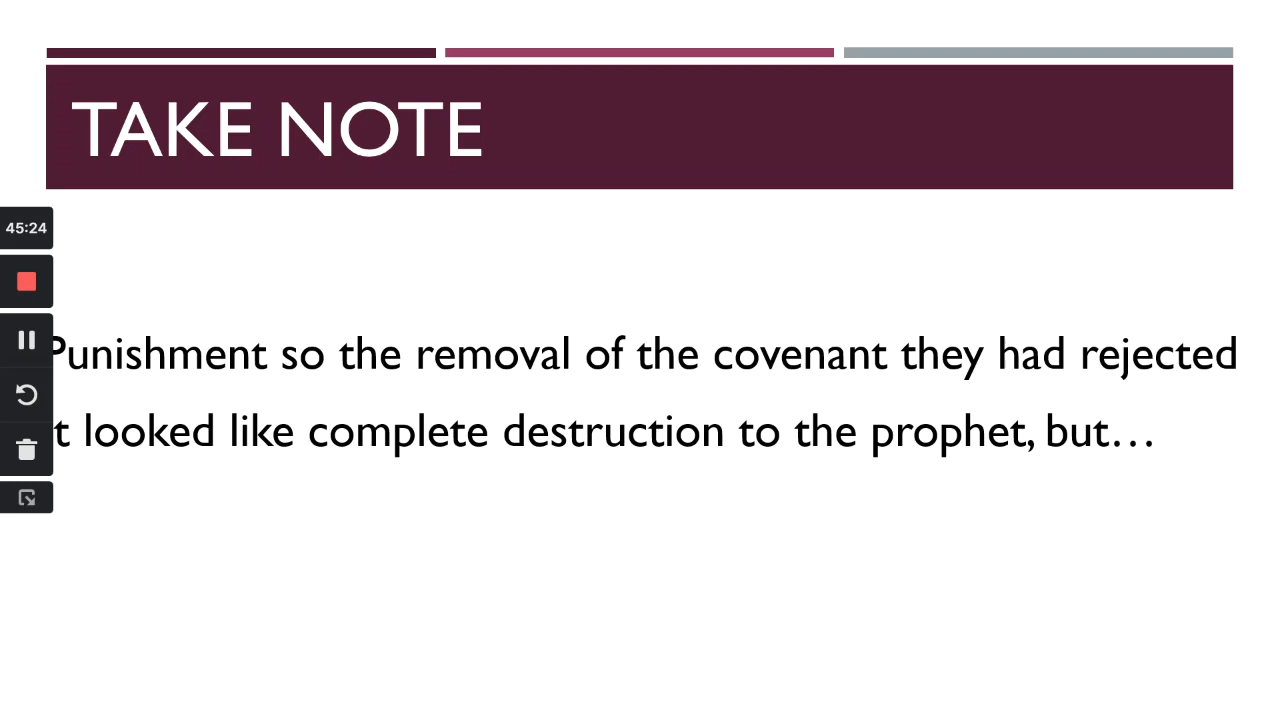 TAKE NOTE
45:24
Punishment so the removal of the covenant they had rejected
t looked like complete destruction to the prophet, but…